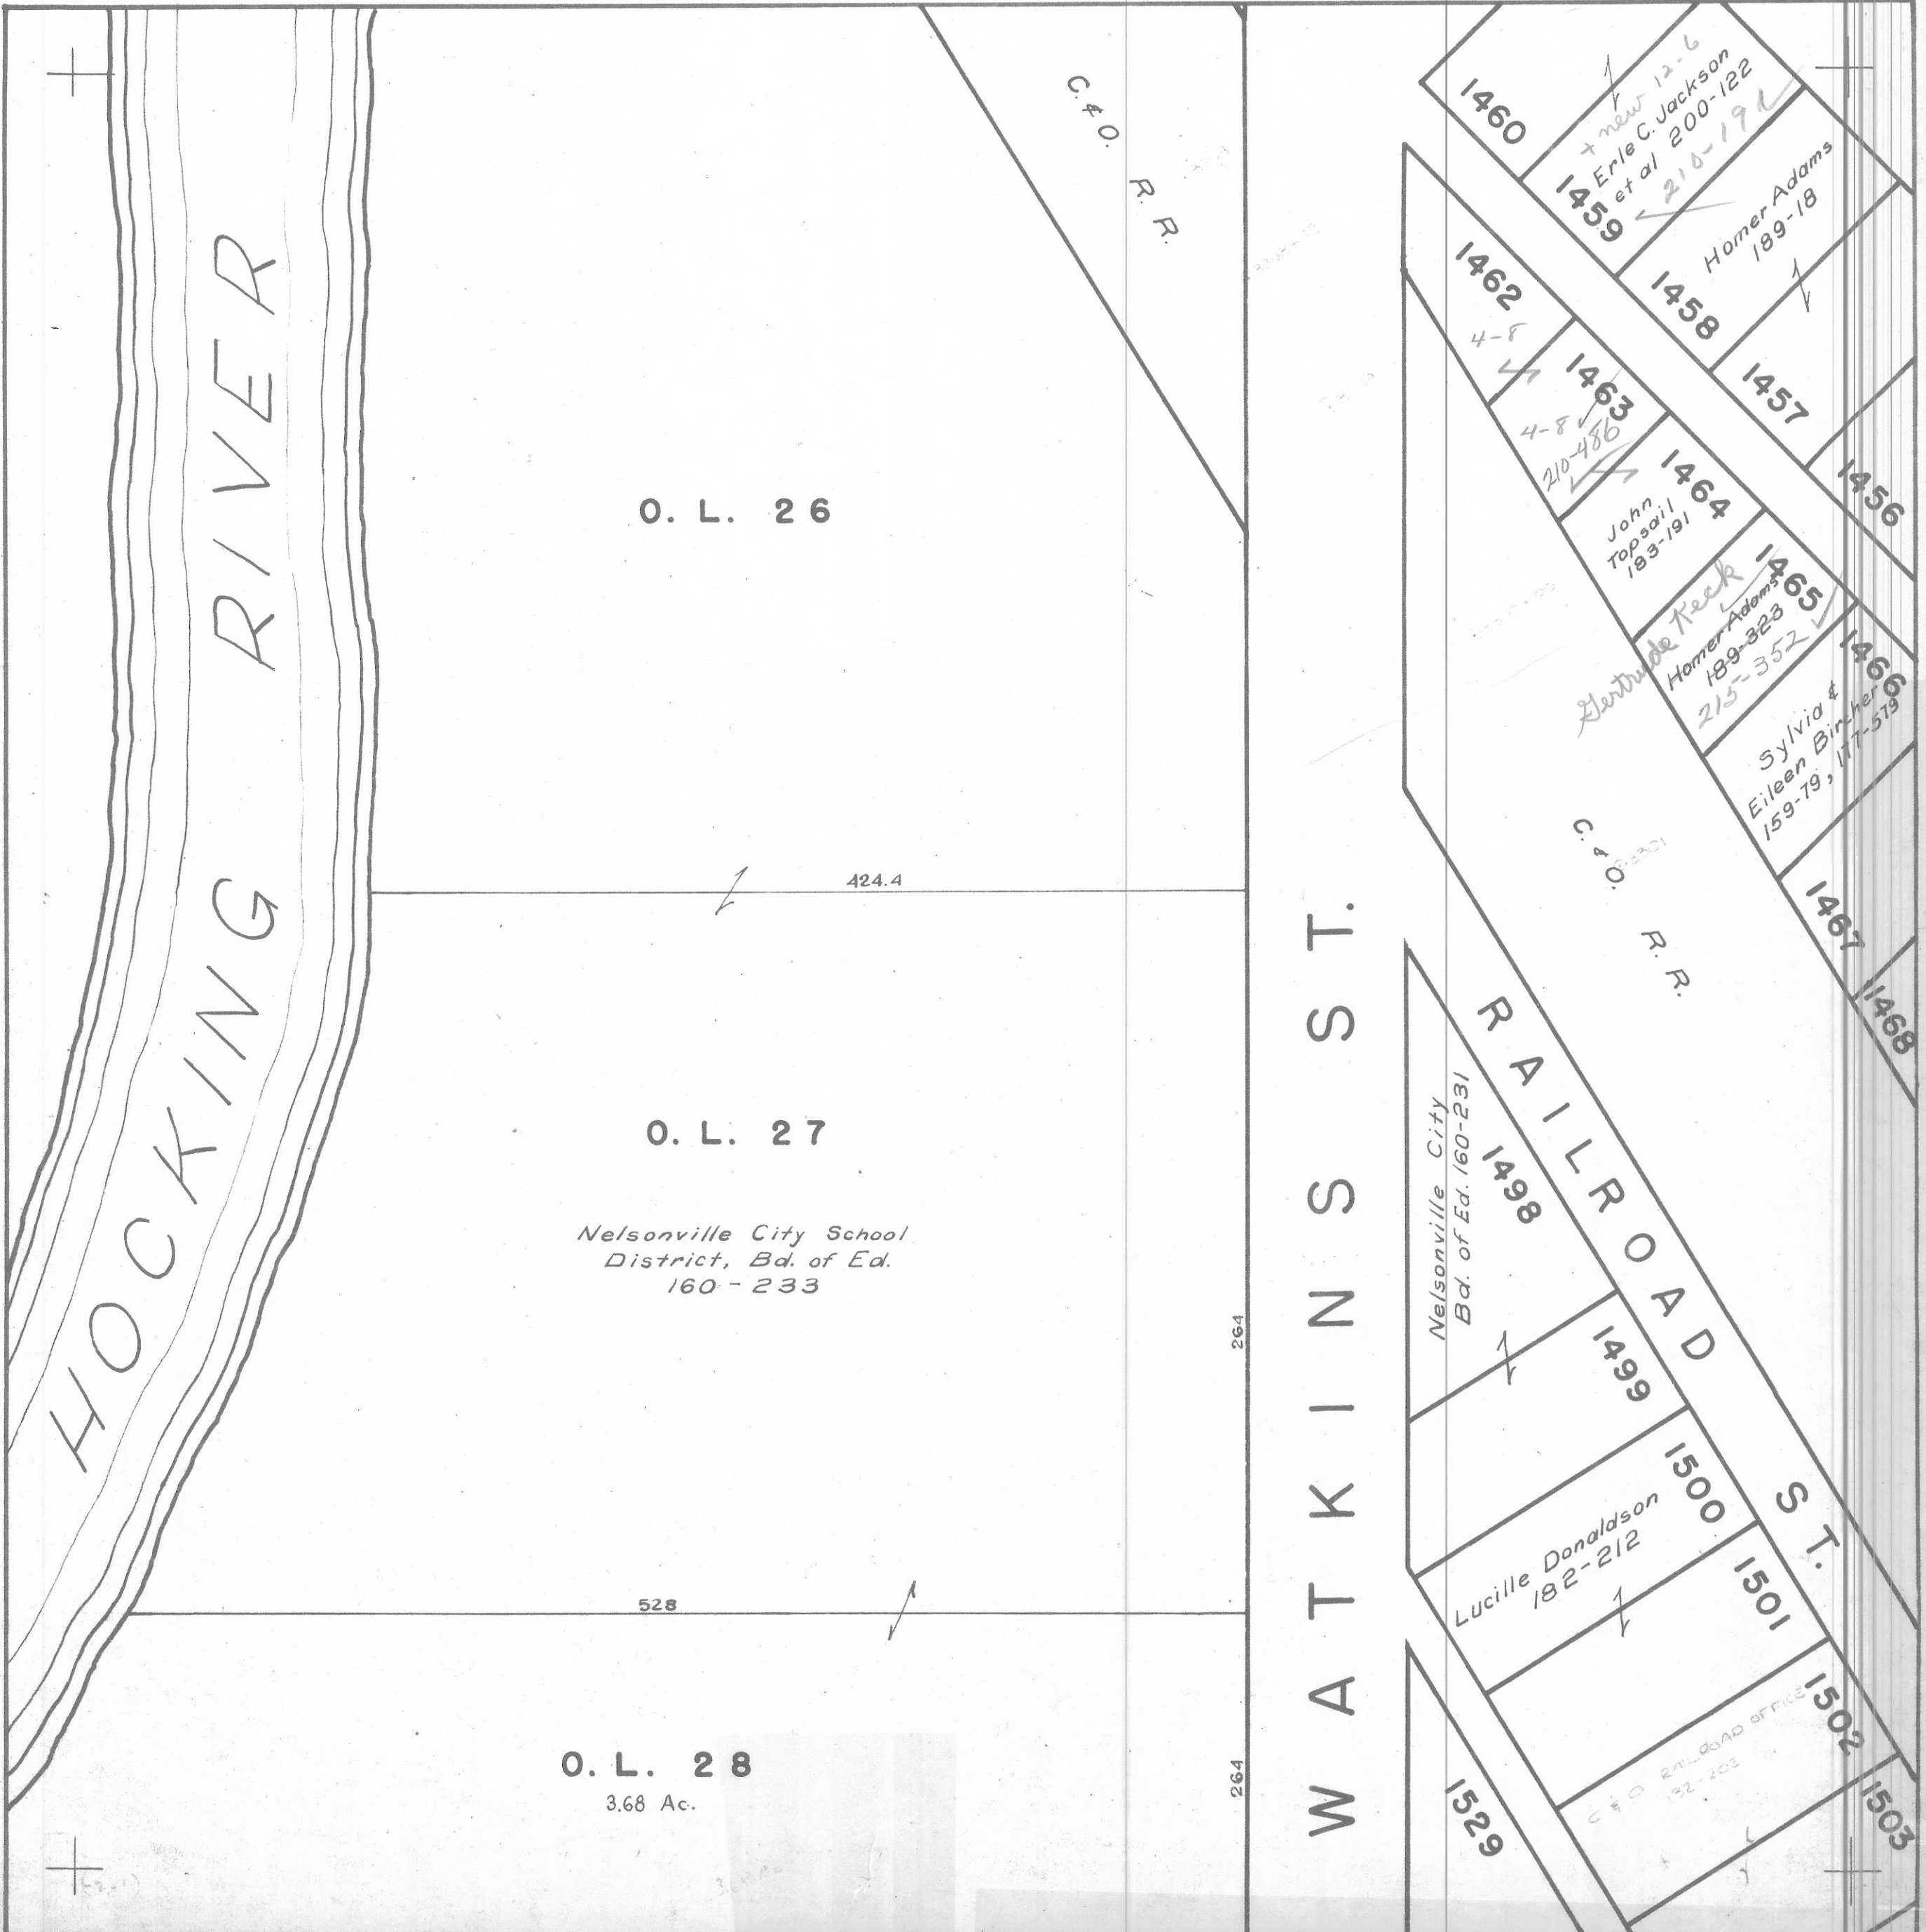 HOCKING RIVER
O. L. 26
424.4
O. L. 27
Nelsonville City School
District, Bd. of Ed.
160-233
264
528
O. L. 28
3.68 Ac.
264
C. & O. R. R.
WATKINS ST.
1460
+ new 12-6
Erle C. Jackson
et al 200-122
1459
Homer Adams
189-18
1458
1457
1456
1462
4-8
1463
4-8
210-486
1464
John
Topsail
183-191
1465
Gertrude Keck
Homer Adams
189-323
215-352
1466
Sylvia &
Eileen Bircher
159-79, 177-579
1467
1468
C. & O. R. R.
RAILROAD ST.
Nelsonville City
Bd. of Ed. 160-231
1498
1499
1500
Lucille Donaldson
182-212
1501
1502
C & O RAILROAD OFFICE
1503
1529